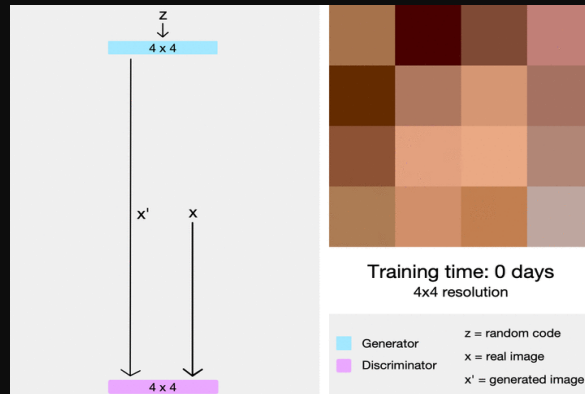 z
4 x 4
x'
x
4 x 4
Training time: 0 days
4x4 resolution
Generator
Discriminator
z = random code
x = real image
x' = generated image